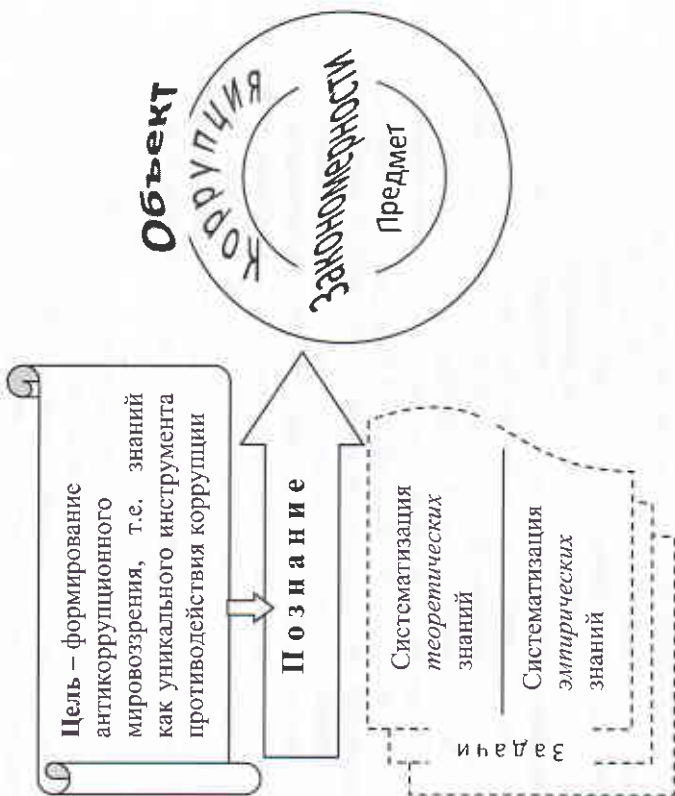 Цель – формирование
антикоррупционного
мировоззрения, т.е. знаний
как уникального инструмента
противодействия коррупции
Познание
Объект
Коррупция
Закономерности
Предмет
Задачи
Систематизация
теоретических
знаний
Систематизация
эмпирических
знаний